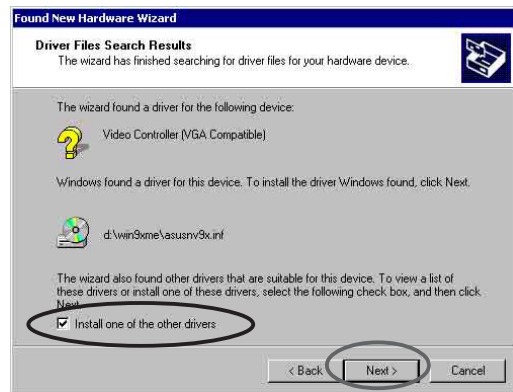 Found New Hardware Wizard
Driver Files Search Results
The wizard has finished searching for driver files for your hardware device.
The wizard found a driver for the following device:
Video Controller (VGA Compatible)
Windows found a driver for this device. To install the driver Windows found, click Next.
d:\win9xme\asusnv9x.inf
The wizard also found other drivers that are suitable for this device. To view a list of
these drivers or install one of these drivers, select the following check box, and then click
Next.
Install one of the other drivers
< Back
Next >
Cancel